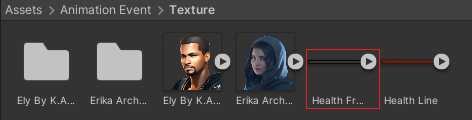 Assets > Animation Event > Texture
Ely By K.A... Erika Arch... Ely By K.A... Erika Arch... Health Fr... Health Line